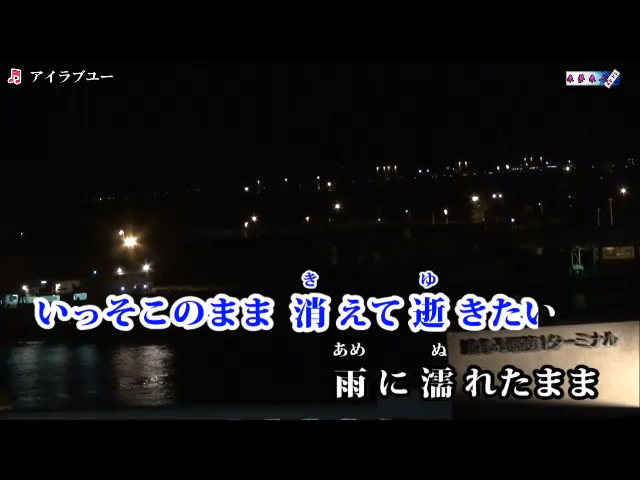 アイラブユー
き ゆ
いっそこのまま 消えて逝きたい
ターミナル
あめ ぬ
雨に濡れたまま